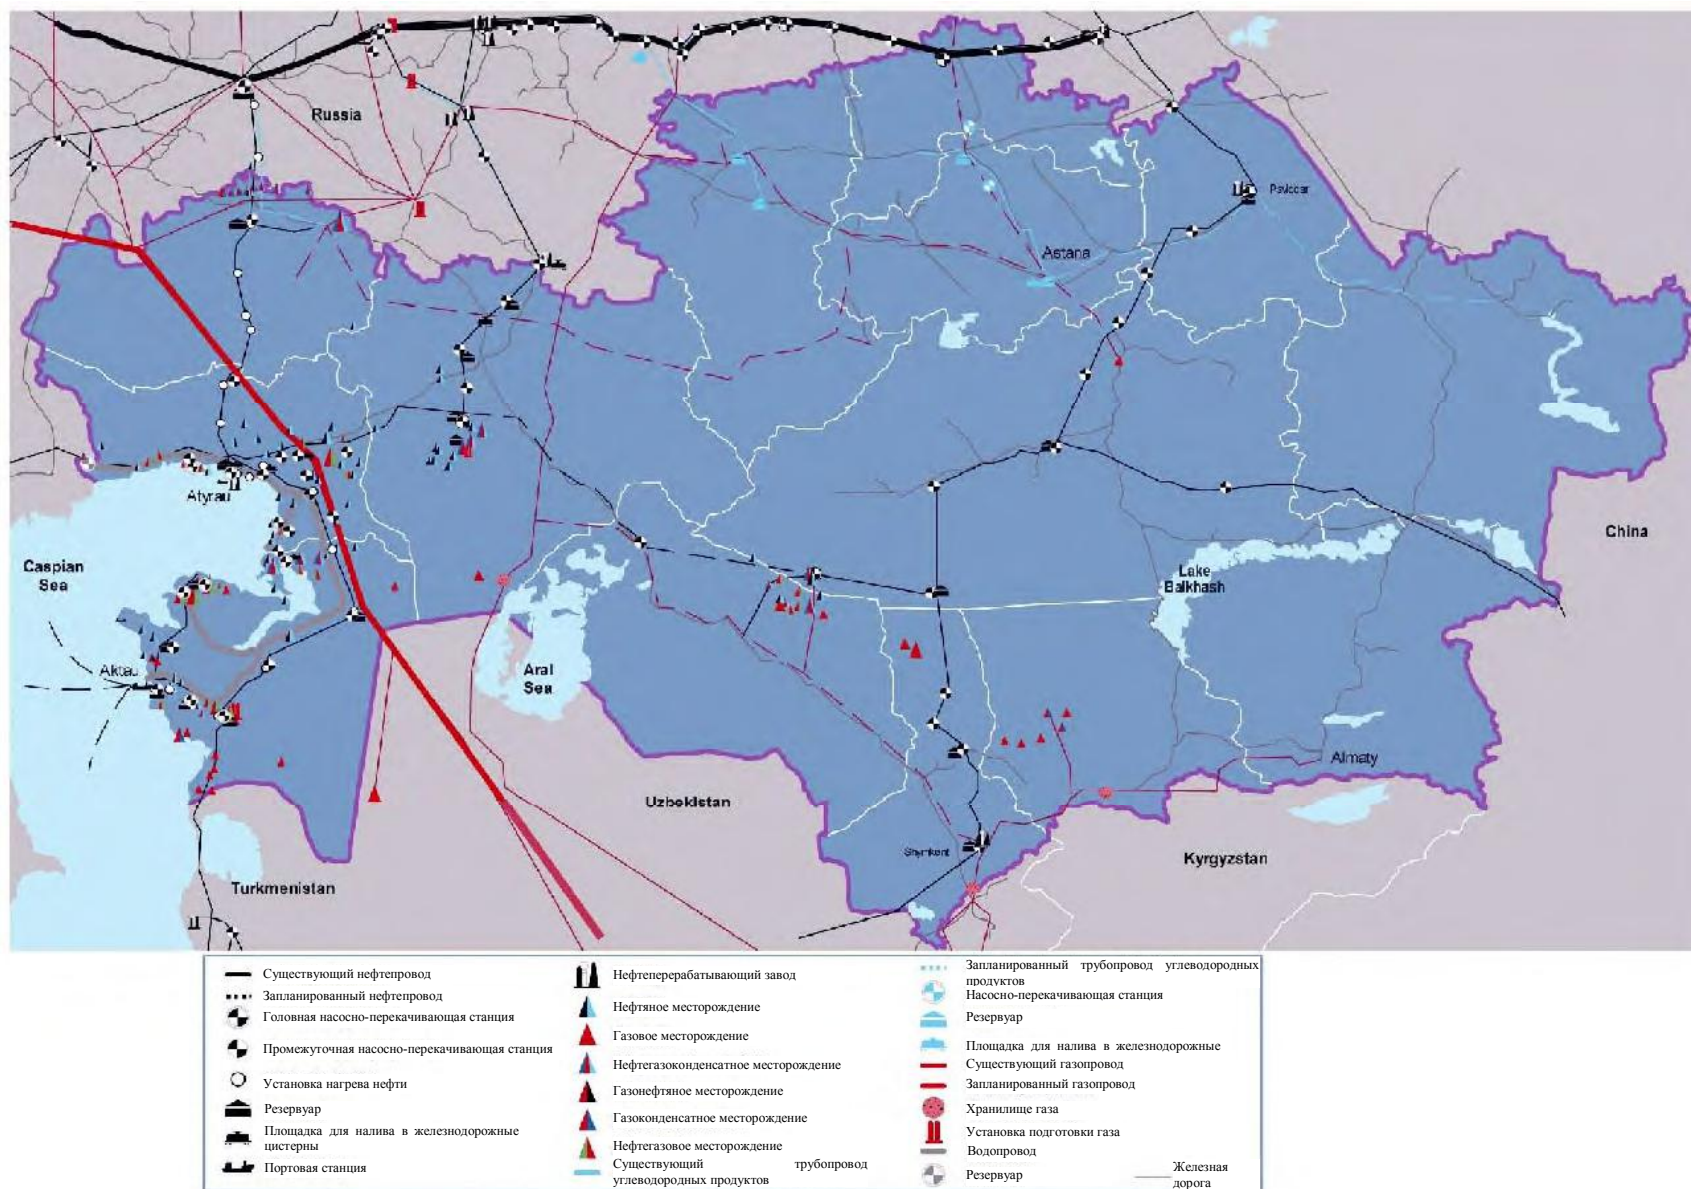 Russia
Pavlodar
Astana
Atyrau
China
Caspian
Sea
Lake
Balkhash
Aktau
Aral
Sea
Almaty
Uzbekistan
Shymkent
Kyrgyzstan
Turkmenistan
Существующий нефтепровод
Запланированный нефтепровод
Головная насосно-перекачивающая станция
Промежуточная насосно-перекачивающая станция
Установка нагрева нефти
Резервуар
Площадка для налива в железнодорожные
цистерны
Портовая станция
Нефтеперерабатывающий завод
Нефтяное месторождение
Газовое месторождение
Нефтегазоконденсатное месторождение
Газонефтяное месторождение
Газоконденсатное месторождение
Нефтегазовое месторождение
Существующий трубопровод
углеводородных продуктов
Запланированный трубопровод углеводородных
продуктов
Насосно-перекачивающая станция
Резервуар
Площадка для налива в железнодорожные
Существующий газопровод
Запланированный газопровод
Хранилище газа
Установка подготовки газа
Водопровод
Резервуар
Железная
дорога